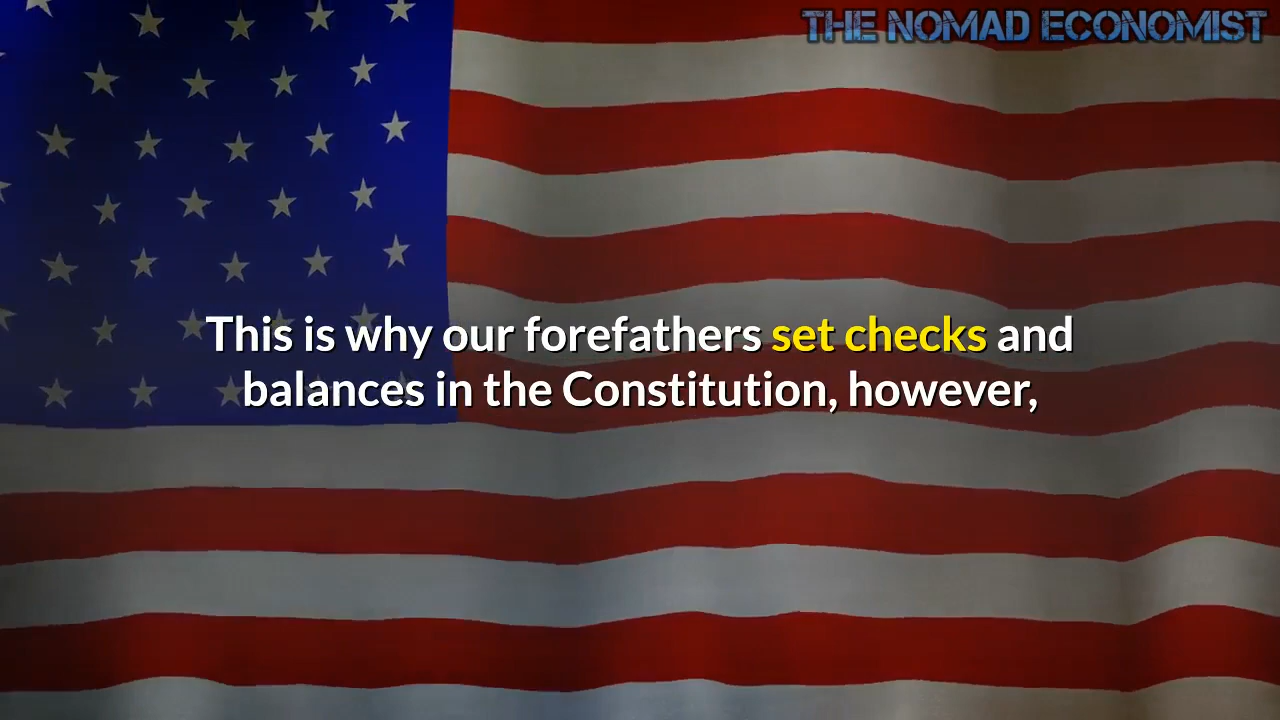 THE NOMAD ECONOMIST
This is why our forefathers set checks and
balances in the Constitution, however,